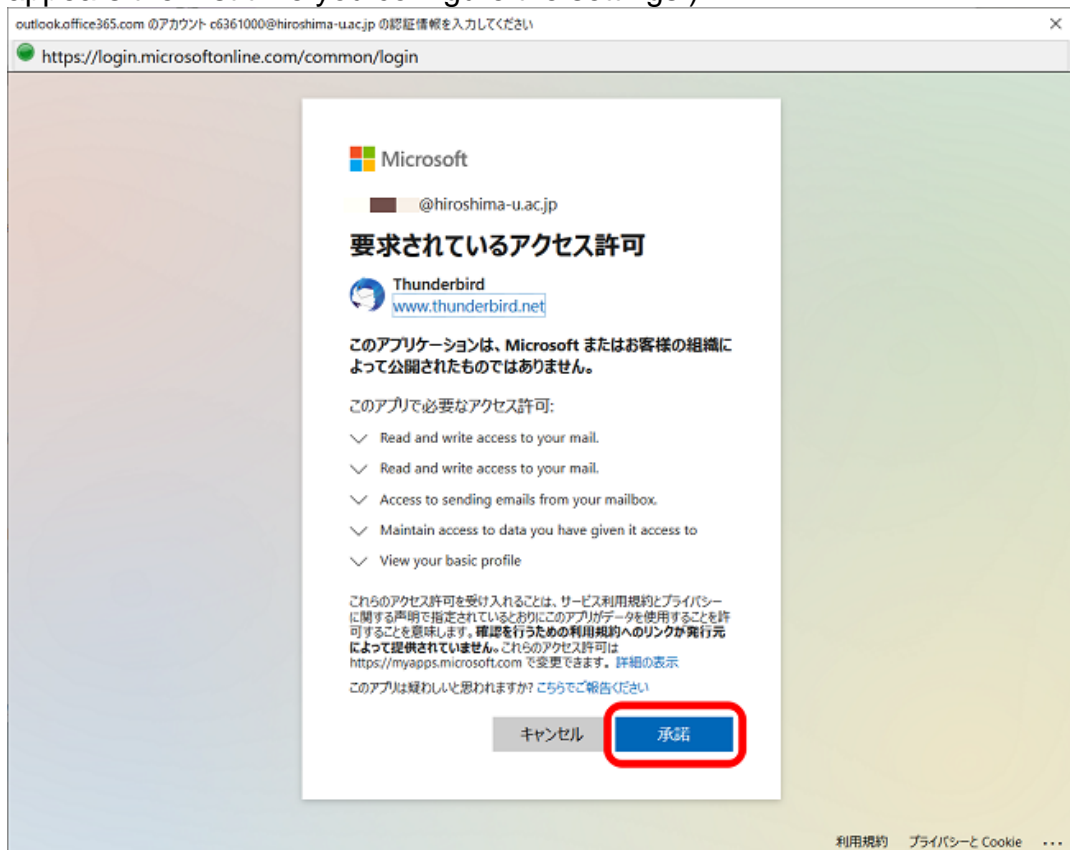 appears the first time you configure the settings.)
outlook.office365.com のアカウント c6361000@hiroshima-u.ac.jp の認証情報を入力してください
https://login.microsoftonline.com/common/login
Microsoft
@hiroshima-u.ac.jp
要求されているアクセス許可
Thunderbird
www.thunderbird.net
このアプリケーションは、Microsoft またはお客様の組織に
よって公開されたものではありません。
このアプリで必要なアクセス許可:
Read and write access to your mail.
Read and write access to your mail.
Access to sending emails from your mailbox.
Maintain access to data you have given it access to
View your basic profile
これらのアクセス許可を受け入れることは、サービス利用規約とプライバシー
に関する声明で指定されているとおりにこのアプリがデータを使用することを許
可することを意味します。確認を行うための利用規約へのリンクが発行元
によって提供されていません。これらのアクセス許可は
https://myapps.microsoft.com で変更できます。詳細の表示
このアプリは疑わしいと思われますか? こちらでご報告ください
キャンセル 承諾
利用規約 プライバシーと Cookie ...